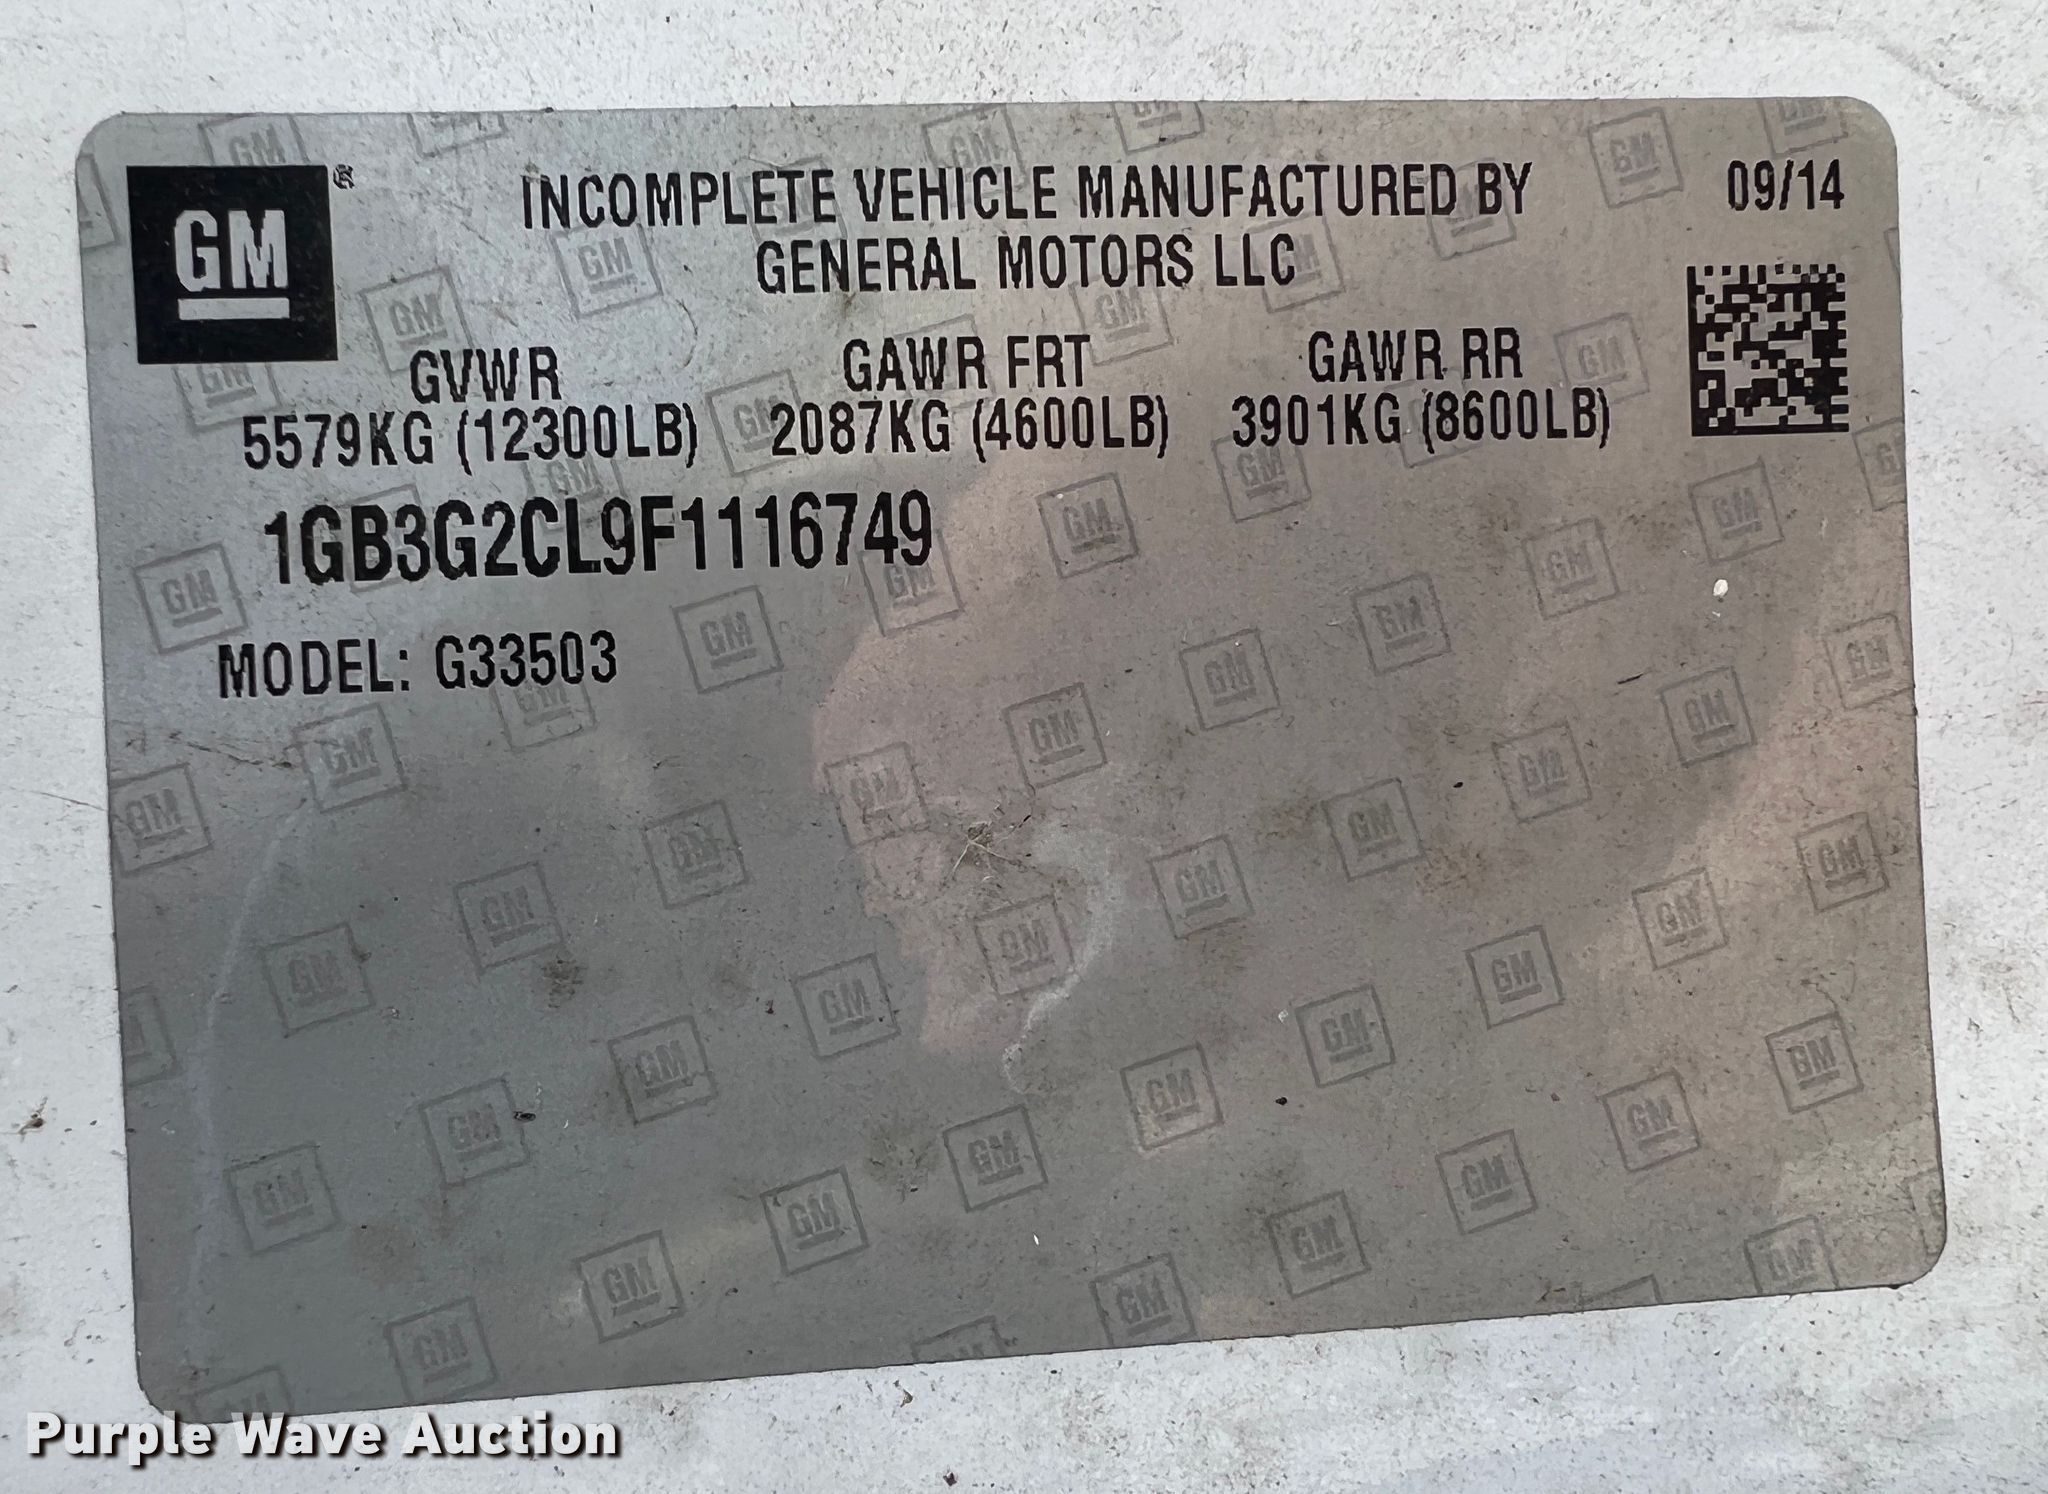 GM®
INCOMPLETE VEHICLE MANUFACTURED BY
09/14
GENERAL MOTORS LLC
GVWR
GAWR FRT
GAWR RR
5579KG (12300LB)
2087KG (4600LB)
3901KG (8600LB)
1GB3G2CL9F1116749
MODEL: G33503
Purple Wave Auction